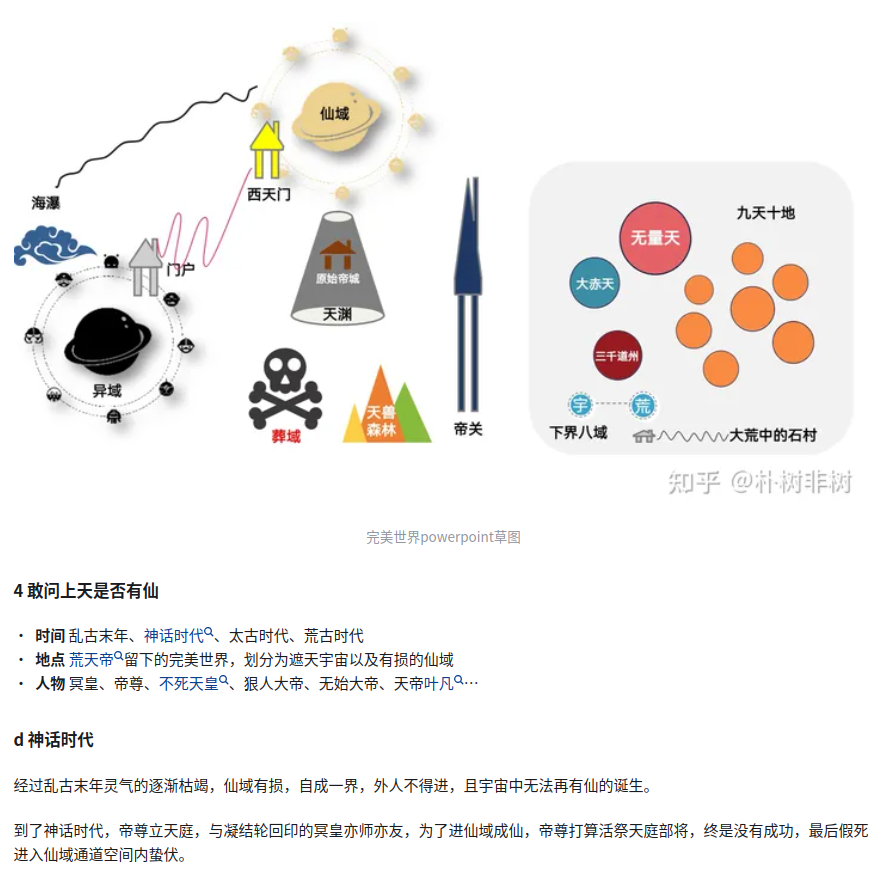 仙域
海瀑
西天门
门户
异域
原始帝城
天渊
葬域
天兽
森林
帝关
九天十地
无量天
大赤天
三千道州
宇
荒
下界八域
大荒中的石村
知乎 @朴树非树
完美世界powerpoint草图
4 敢问上天是否有仙
· 时间 乱古末年、神话时代、太古时代、荒古时代
· 地点 荒天帝留下的完美世界，划分为遮天宇宙以及有损的仙域
· 人物 冥皇、帝尊、不死天皇、狠人大帝、无始大帝、天帝叶凡…
d 神话时代
经过乱古末年灵气的逐渐枯竭，仙域有损，自成一界，外人不得进，且宇宙中无法再有仙的诞生。
到了神话时代，帝尊立天庭，与凝结轮回印的冥皇亦师亦友，为了进仙域成仙，帝尊打算活祭天庭部将，终是没有成功，最后假死
进入仙域通道空间内蛰伏。